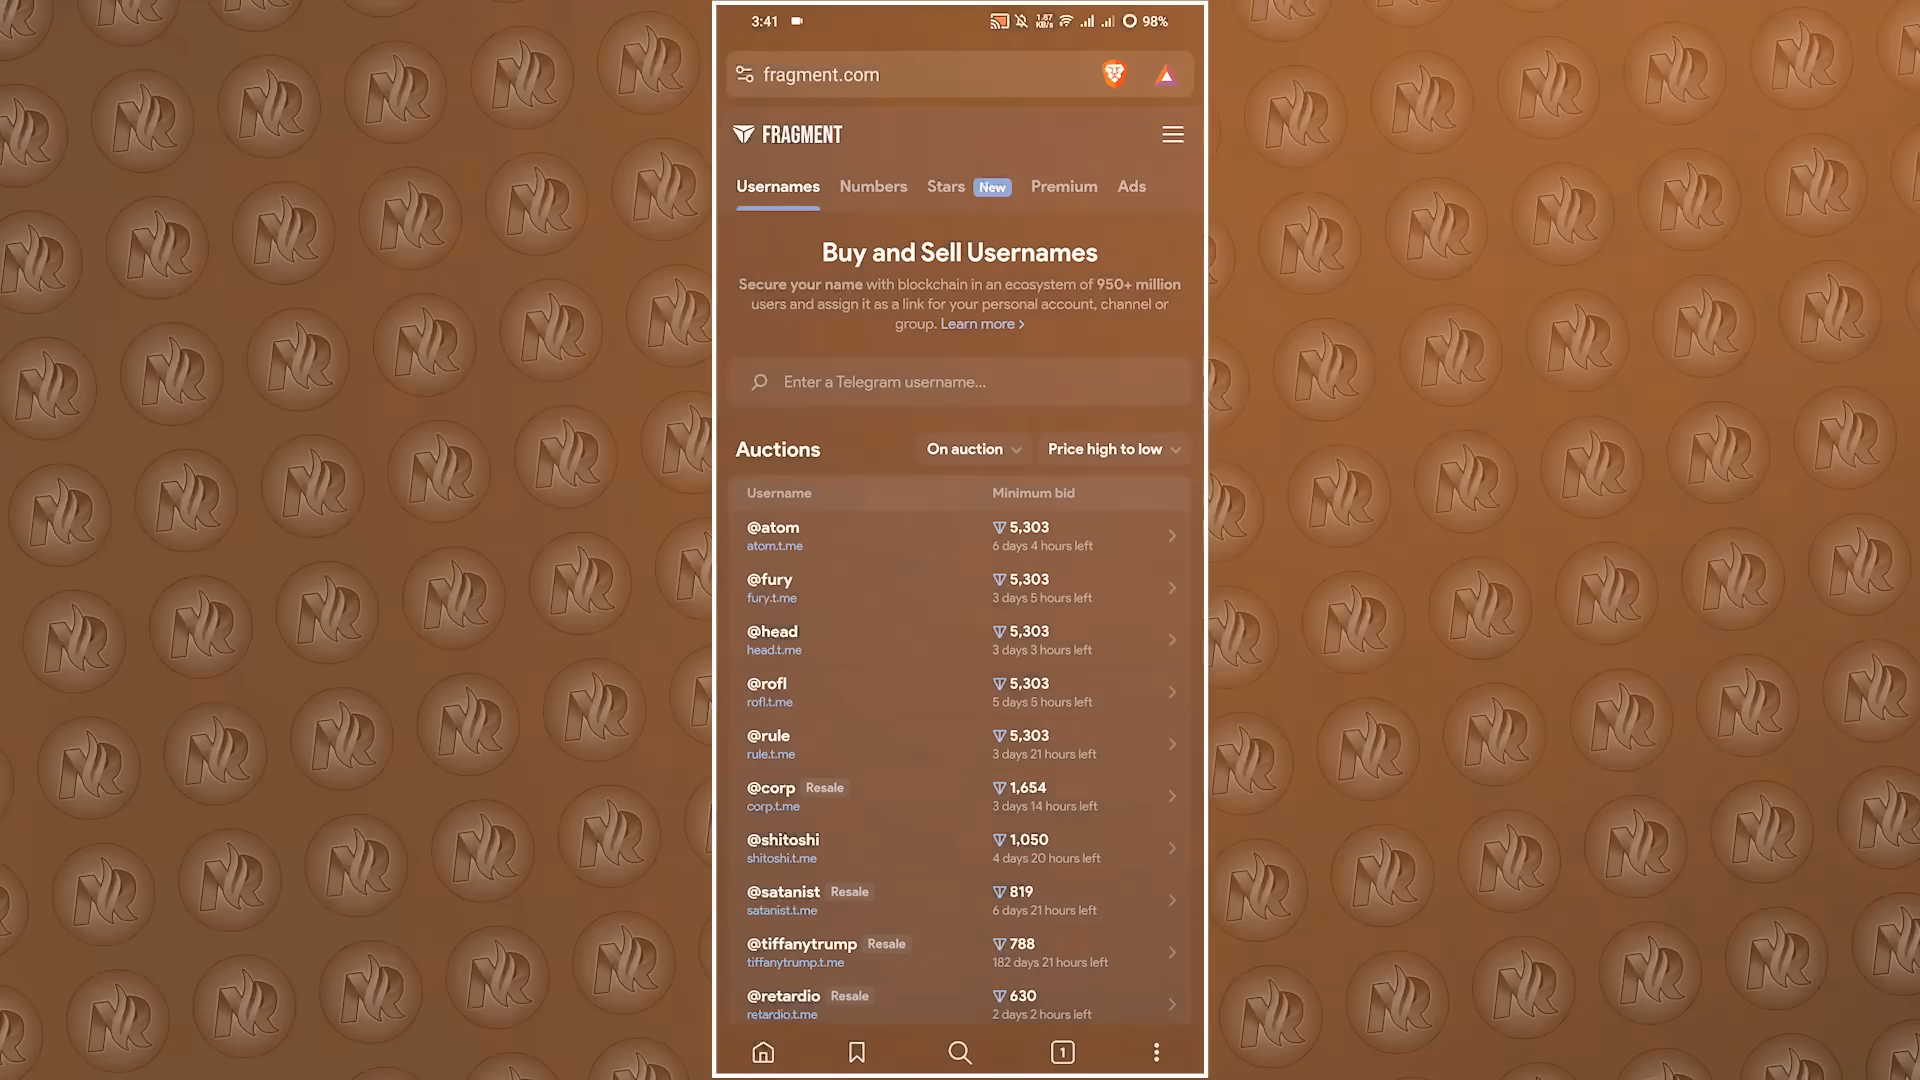 3:41
1.87 KB/s
98%
fragment.com
FRAGMENT
Usernames Numbers Stars New Premium Ads
Buy and Sell Usernames
Secure your name with blockchain in an ecosystem of 950+ million
users and assign it as a link for your personal account, channel or
group. Learn more >
Enter a Telegram username...
Auctions On auction Price high to low
Username Minimum bid
@atom 5,303
atom.t.me 6 days 4 hours left
@fury 5,303
fury.t.me 3 days 5 hours left
@head 5,303
head.t.me 3 days 3 hours left
@rofl 5,303
rofl.t.me 5 days 5 hours left
@rule 5,303
rule.t.me 3 days 21 hours left
@corp Resale 1,654
corp.t.me 3 days 14 hours left
@shitoshi 1,050
shitoshi.t.me 4 days 20 hours left
@satanist Resale 819
satanist.t.me 6 days 21 hours left
@tiffanytrump Resale 788
tiffanytrump.t.me 182 days 21 hours left
@retardio Resale 630
retardio.t.me 2 days 2 hours left
1